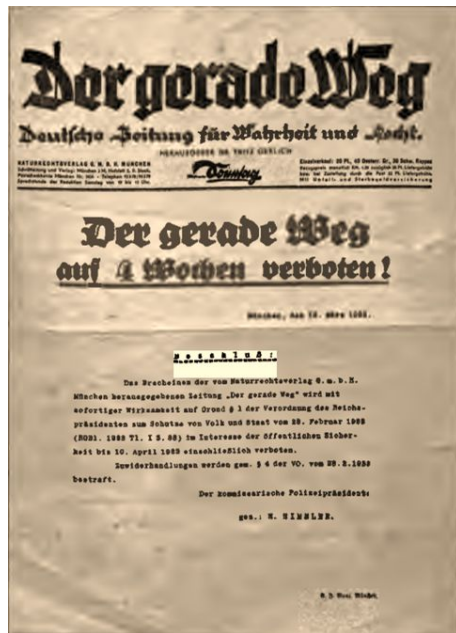 Der gerade Weg
Deutsche Zeitung für Wahrheit und Recht.
HERAUSGEBER DR. FRITZ GERLICH
NATURRECHTSVERLAG G. M. B. H. MÜNCHEN
Sonntag
Der gerade Weg
auf 4 Wochen verboten!
München, den 13. März 1933.
Beschluß:
Das Erscheinen der vom Naturrechtsverlag G.m.b.H.
München herausgegebenen Zeitung „Der gerade Weg" wird mit
sofortiger Wirksamkeit auf Grund § 1 der Verordnung des Reichs-
präsidenten zum Schutze von Volk und Staat vom 28. Februar 1933
(RGBl. 1933 Tl. I S. 83) im Interesse der öffentlichen Sicher-
heit bis 10. April 1933 einschließlich verboten.
Zuwiderhandlungen werden gem. § 4 der VO. vom 28.2.1933
bestraft.
Der kommissarische Polizeipräsident:
gez.: H. HIMMLER.